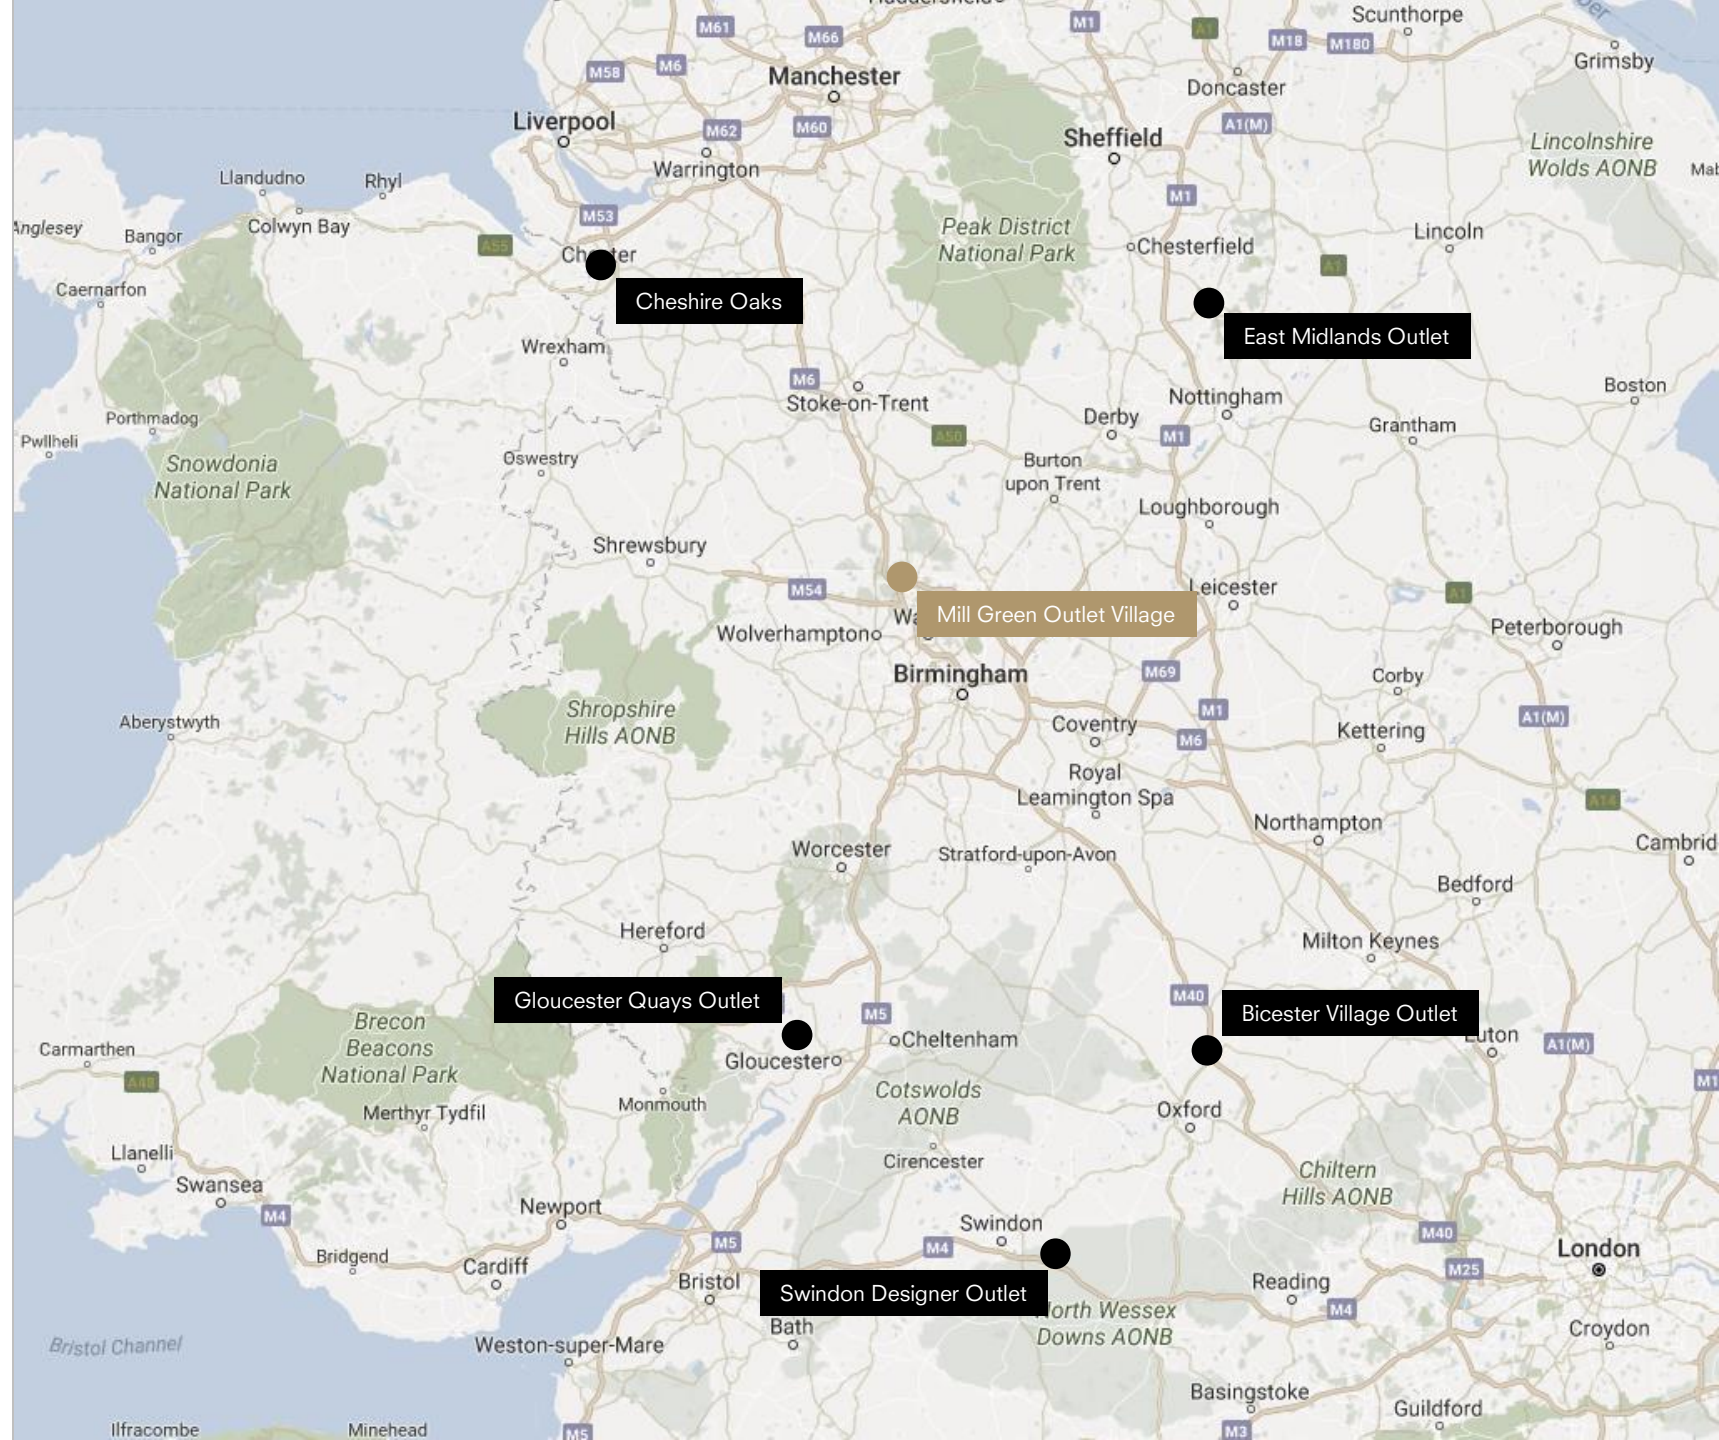 Scunthorpe
M61
M66
M1
A1
M18
M180
Grimsby
M58
M6
Manchester
Doncaster
Liverpool
M62
M60
A1(M)
Sheffield
Lincolnshire
Wolds AONB
Warrington
Llandudno
Rhyl
M1
Colwyn Bay
M53
Anglesey
Bangor
A55
Peak District
National Park
Chesterfield
Lincoln
A1
Caernarfon
Cheshire Oaks
East Midlands Outlet
Wrexham
M6
Stoke-on-Trent
Nottingham
Boston
Porthmadog
Derby
Grantham
Pwllheli
A50
M1
Snowdonia
National Park
Oswestry
Burton
upon Trent
Loughborough
Shrewsbury
M54
Leicester
A1
Mill Green Outlet Village
Wolverhampton
Peterborough
Birmingham
M69
Corby
Shropshire
Hills AONB
Aberystwyth
Coventry
M1
A1(M)
M6
Kettering
Royal
Leamington Spa
A14
Northampton
Worcester
Stratford-upon-Avon
Cambrid
Bedford
Hereford
Milton Keynes
Gloucester Quays Outlet
M40
Bicester Village Outlet
M5
Brecon
Beacons
National Park
Carmarthen
Cheltenham
Luton
A1(M)
Gloucester
A48
M1
Cotswolds
AONB
Monmouth
Merthyr Tydfil
Oxford
Llanelli
Cirencester
Chiltern
Hills AONB
Swansea
M4
Newport
Swindon
M5
M4
M40
London
Bridgend
Cardiff
M25
Bristol
Swindon Designer Outlet
Reading
M4
North Wessex
Downs AONB
Bath
Croydon
Bristol Channel
Weston-super-Mare
Basingstoke
Guildford
Ilfracombe
Minehead
M5
M3